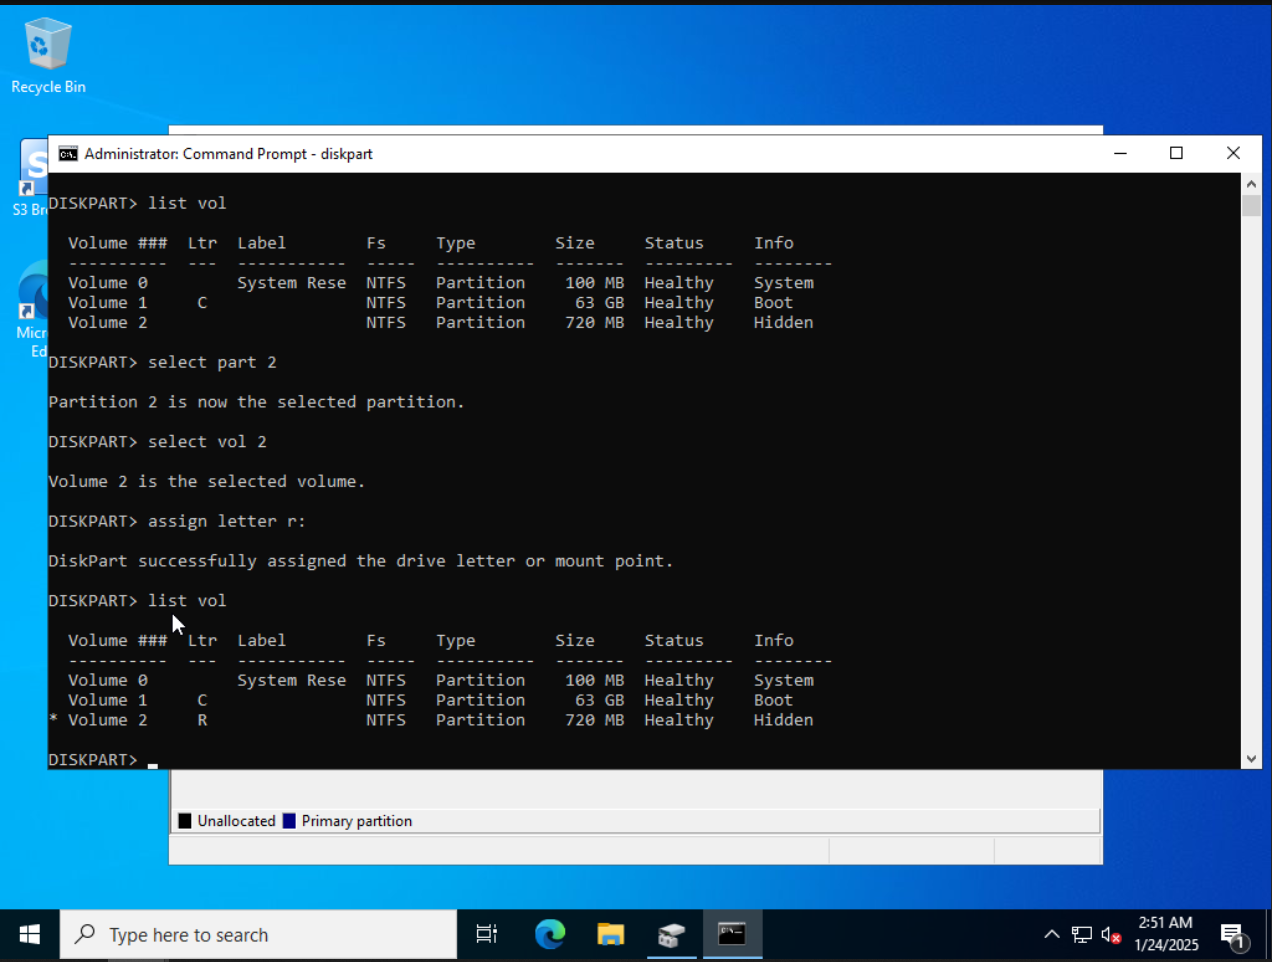 Recycle Bin
Administrator: Command Prompt - diskpart
S3 Bro
Micr
Ed
DISKPART> list vol
Volume ### Ltr Label Fs Type Size Status Info
---------- --- ----------- ----- ---------- ------- --------- --------
Volume 0 System Rese NTFS Partition 100 MB Healthy System
Volume 1 C NTFS Partition 63 GB Healthy Boot
Volume 2 NTFS Partition 720 MB Healthy Hidden
DISKPART> select part 2
Partition 2 is now the selected partition.
DISKPART> select vol 2
Volume 2 is the selected volume.
DISKPART> assign letter r:
DiskPart successfully assigned the drive letter or mount point.
DISKPART> list vol
Volume ### Ltr Label Fs Type Size Status Info
---------- --- ----------- ----- ---------- ------- --------- --------
Volume 0 System Rese NTFS Partition 100 MB Healthy System
Volume 1 C NTFS Partition 63 GB Healthy Boot
* Volume 2 R NTFS Partition 720 MB Healthy Hidden
DISKPART>
Unallocated Primary partition
Type here to search
2:51 AM
1/24/2025
1